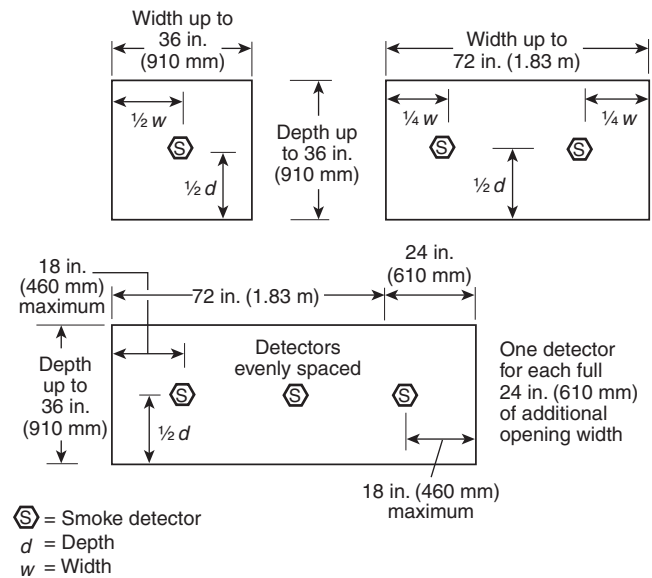 Width up to
36 in.
(910 mm)
½ w
S
½ d
Depth up
to 36 in.
(910 mm)
Width up to
72 in. (1.83 m)
¼ w
¼ w
S
S
½ d
18 in.
(460 mm)
maximum
72 in. (1.83 m)
24 in.
(610 mm)
Depth
up to
36 in.
(910 mm)
Detectors
evenly spaced
S
S
S
½ d
18 in. (460 mm)
maximum
One detector
for each full
24 in. (610 mm)
of additional
opening width
S = Smoke detector
d = Depth
w = Width